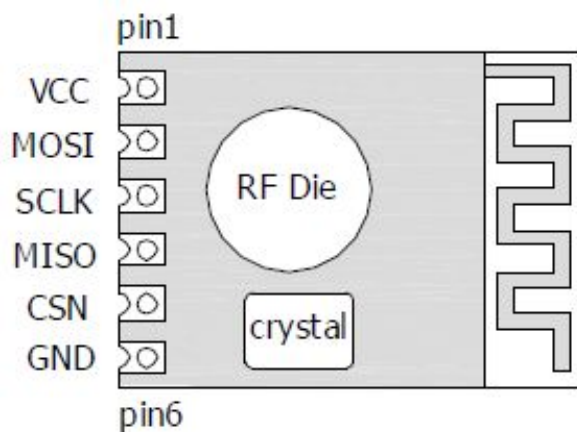 pin1
VCC
MOSI
SCLK
MISO
CSN
GND
pin6
RF Die
crystal